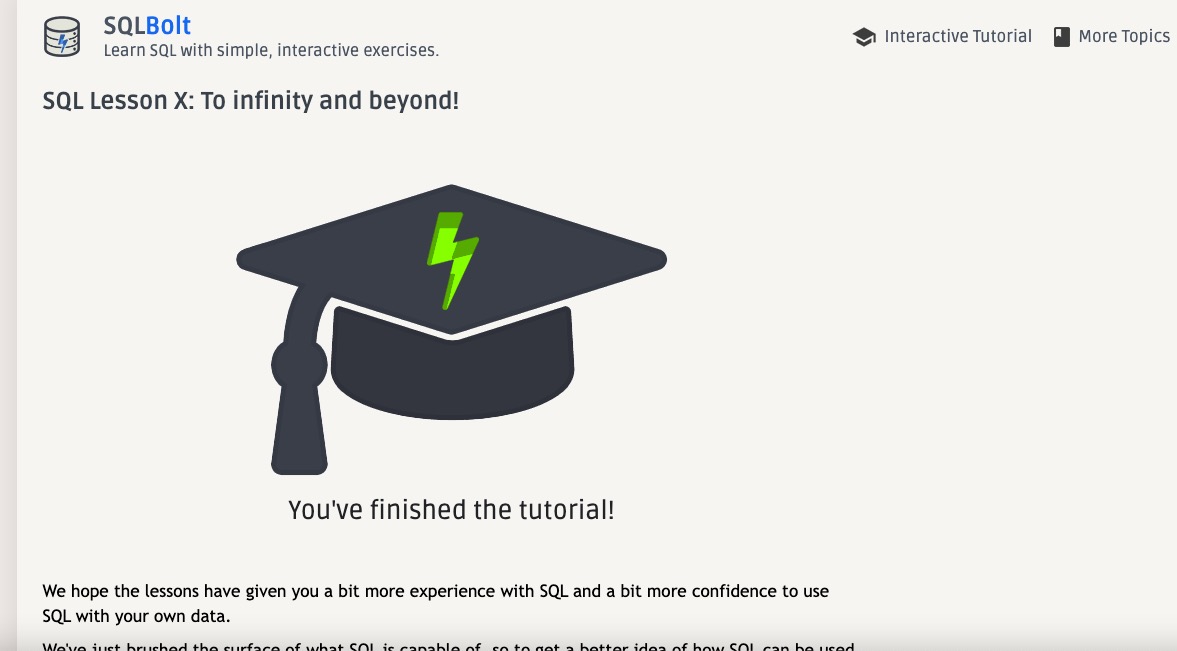 SQLBolt
Learn SQL with simple, interactive exercises.
Interactive Tutorial
More Topics
SQL Lesson X: To infinity and beyond!
You've finished the tutorial!
We hope the lessons have given you a bit more experience with SQL and a bit more confidence to use
SQL with your own data.
We've just brushed the surface of what SQL is capable of, so to get a better idea of how SQL can be used